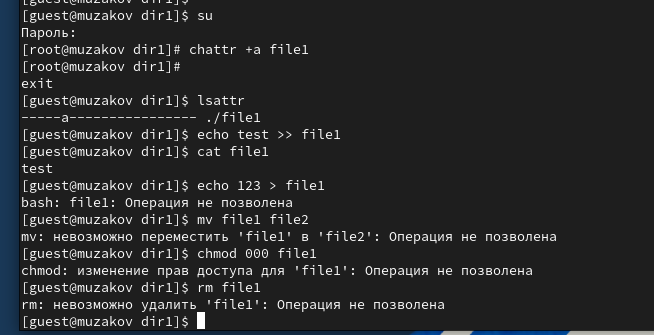 [guest@muzakov dir1]$ su
Пароль:
[root@muzakov dir1]# chattr +a file1
[root@muzakov dir1]#
exit
[guest@muzakov dir1]$ lsattr
-----a---------------- ./file1
[guest@muzakov dir1]$ echo test >> file1
[guest@muzakov dir1]$ cat file1
test
[guest@muzakov dir1]$ echo 123 > file1
bash: file1: Операция не позволена
[guest@muzakov dir1]$ mv file1 file2
mv: невозможно переместить 'file1' в 'file2': Операция не позволена
[guest@muzakov dir1]$ chmod 000 file1
chmod: изменение прав доступа для 'file1': Операция не позволена
[guest@muzakov dir1]$ rm file1
rm: невозможно удалить 'file1': Операция не позволена
[guest@muzakov dir1]$